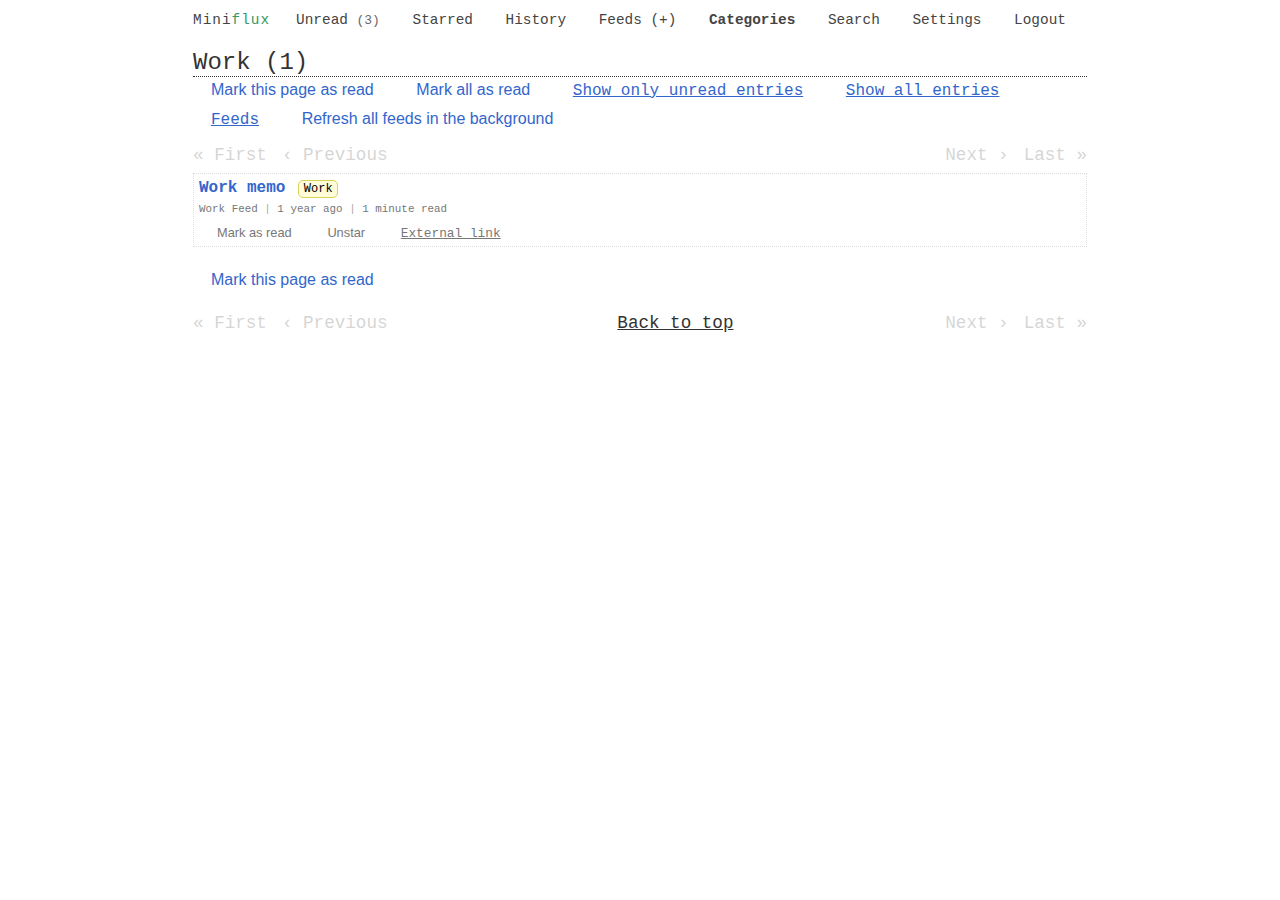 Miniflux Unread (3) Starred History Feeds (+) Categories Search Settings Logout
Work (1)
Mark this page as read Mark all as read Show only unread entries Show all entries
Feeds Refresh all feeds in the background
« First ‹ Previous Next › Last »
Work memo Work
Work Feed | 1 year ago | 1 minute read
Mark as read Unstar External link
Mark this page as read
« First ‹ Previous Back to top Next › Last »